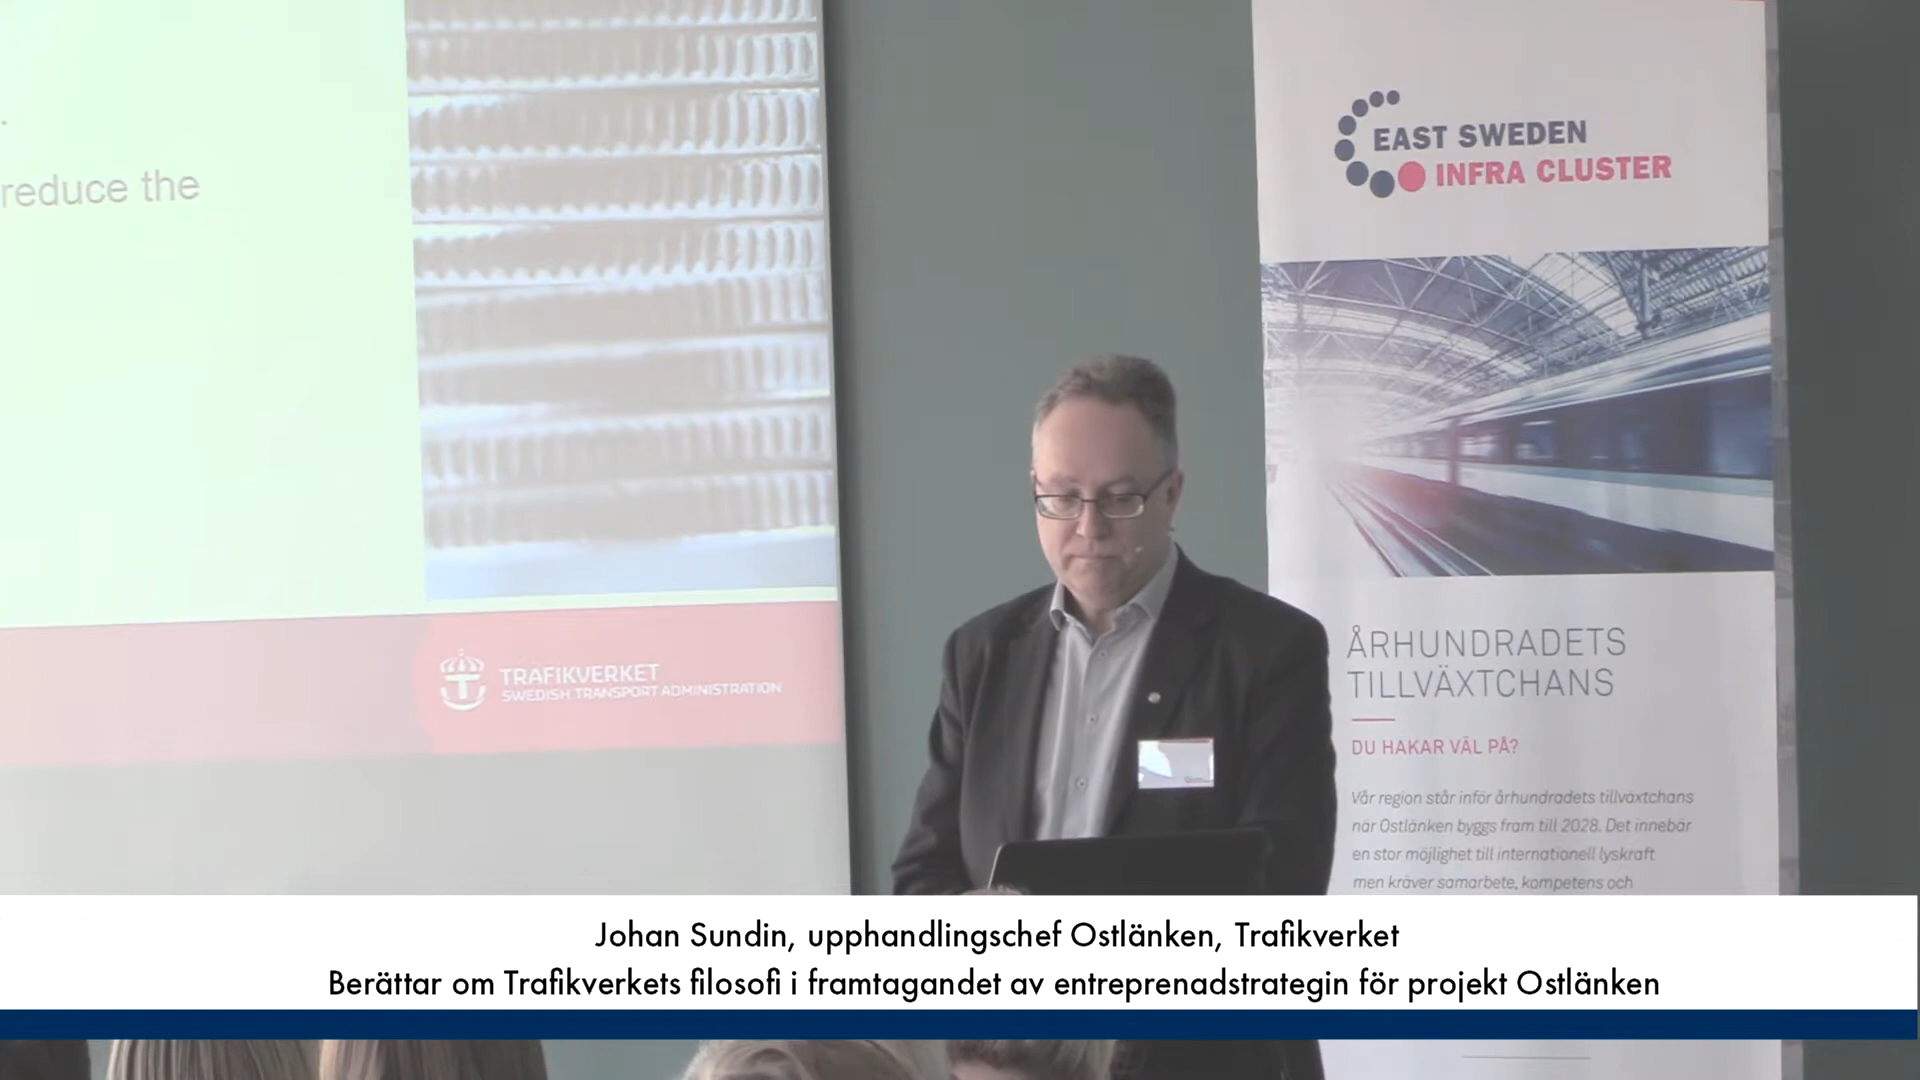 reduce the
TRAFIKVERKET
SWEDISH TRANSPORT ADMINISTRATION
EAST SWEDEN
INFRA CLUSTER
ÅRHUNDRADETS
TILLVÄXTCHANS
DU HAKAR VÄL PÅ?
Vår region står inför århundradets tillväxtchans
när Ostlänken byggs fram till 2028. Det innebär
en stor möjlighet till internationell lyskraft
men kräver samarbete, kompetens och
Johan Sundin, upphandlingschef Ostlänken, Trafikverket
Berättar om Trafikverkets filosofi i framtagandet av entreprenadstrategin för projekt Ostlänken